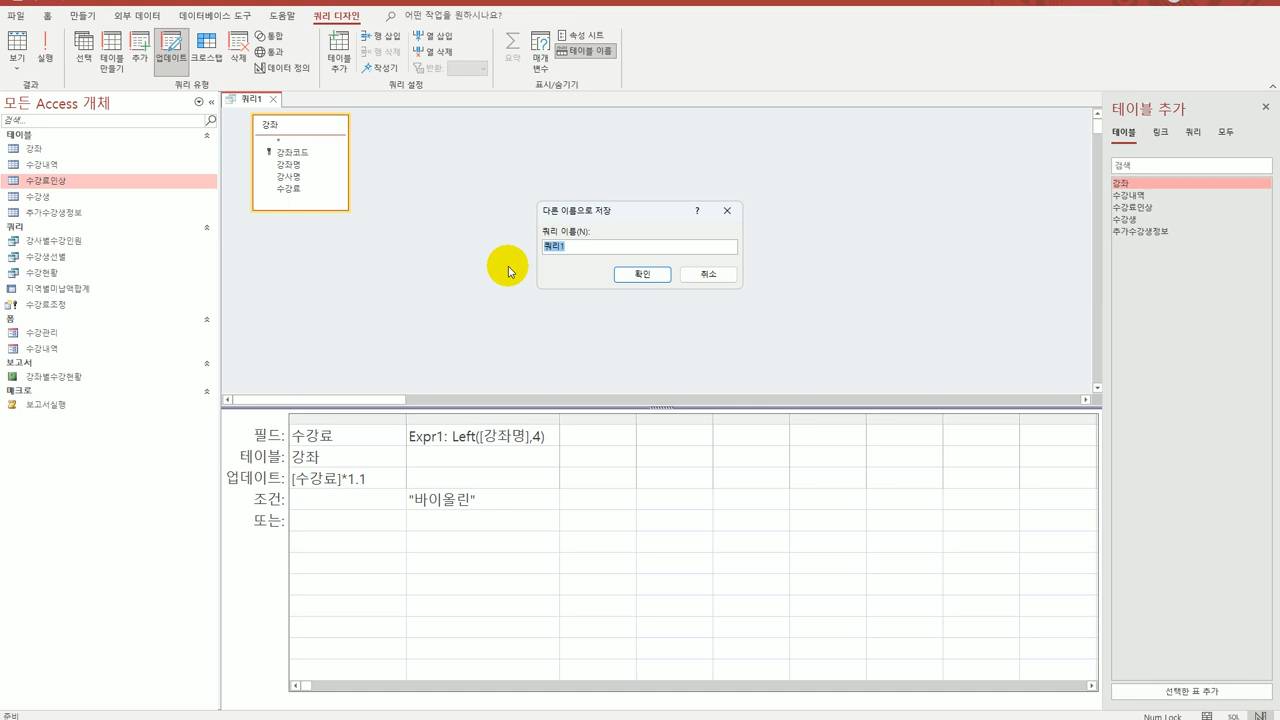 파일 홈 만들기 외부 데이터 데이터베이스 도구 도움말 쿼리 디자인 어떤 작업을 원하시나요?
보기 실행 선택 테이블 만들기 추가 업데이트 크로스탭 삭제 통합 통과 데이터 정의
테이블 추가 행 삽입 행 삭제 작성기 열 삽입 열 삭제 반환:
요약 매개 변수 속성 시트 테이블 이름
결과 쿼리 유형 쿼리 설정 표시/숨기기
모든 Access 개체
검색...
테이블
강좌
수강내역
수강료인상
수강생
추가수강생정보
쿼리
강사별수강인원
수강생선별
수강현황
지역별미납액합계
수강료조정
폼
수강관리
수강내역
보고서
강좌별수강현황
매크로
보고서실행
쿼리1
강좌
*
강좌코드
강좌명
강사명
수강료
다른 이름으로 저장 ?
쿼리 이름(N):
쿼리1
확인 취소
필드: 수강료 Expr1: Left([강좌명],4)
테이블: 강좌
업데이트: [수강료]*1.1
조건: "바이올린"
또는:
테이블 추가
테이블 링크 쿼리 모두
검색
강좌
수강내역
수강료인상
수강생
추가수강생정보
선택한 표 추가
준비 Num Lock SQL